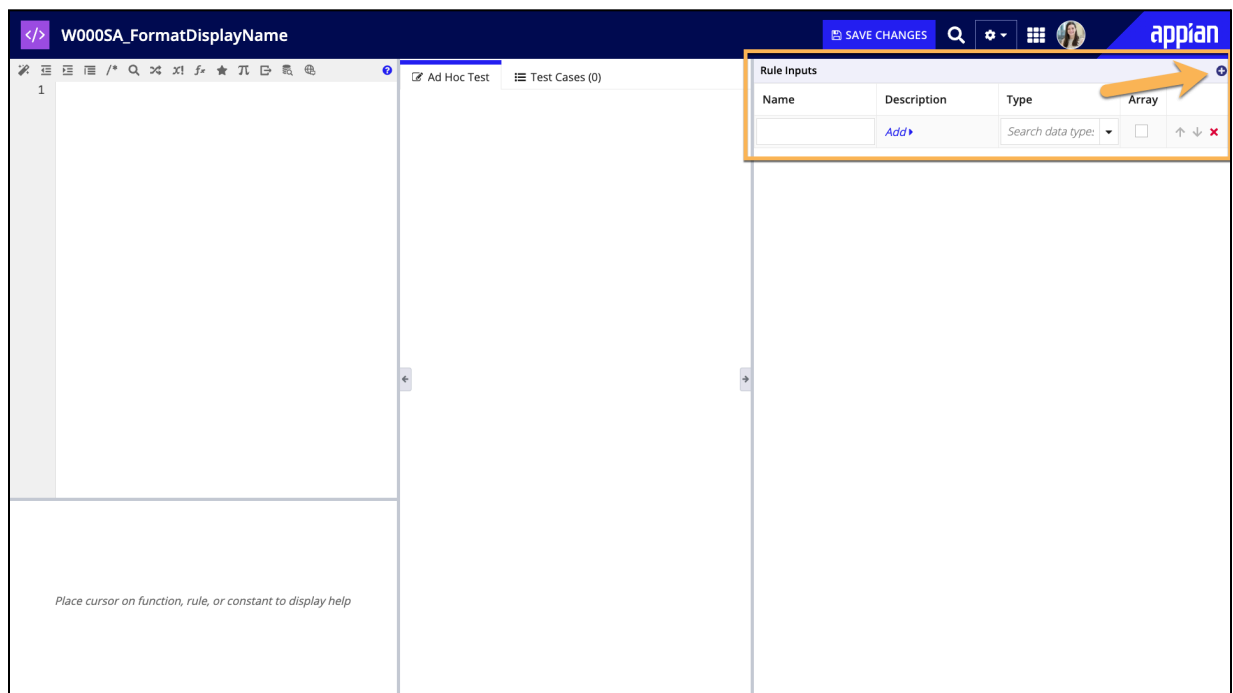 </> W000SA_FormatDisplayName
SAVE CHANGES
appian
/* x! fx π
Ad Hoc Test
Test Cases (0)
Rule Inputs
1
Name Description Type Array
Add
Search data type:
Place cursor on function, rule, or constant to display help